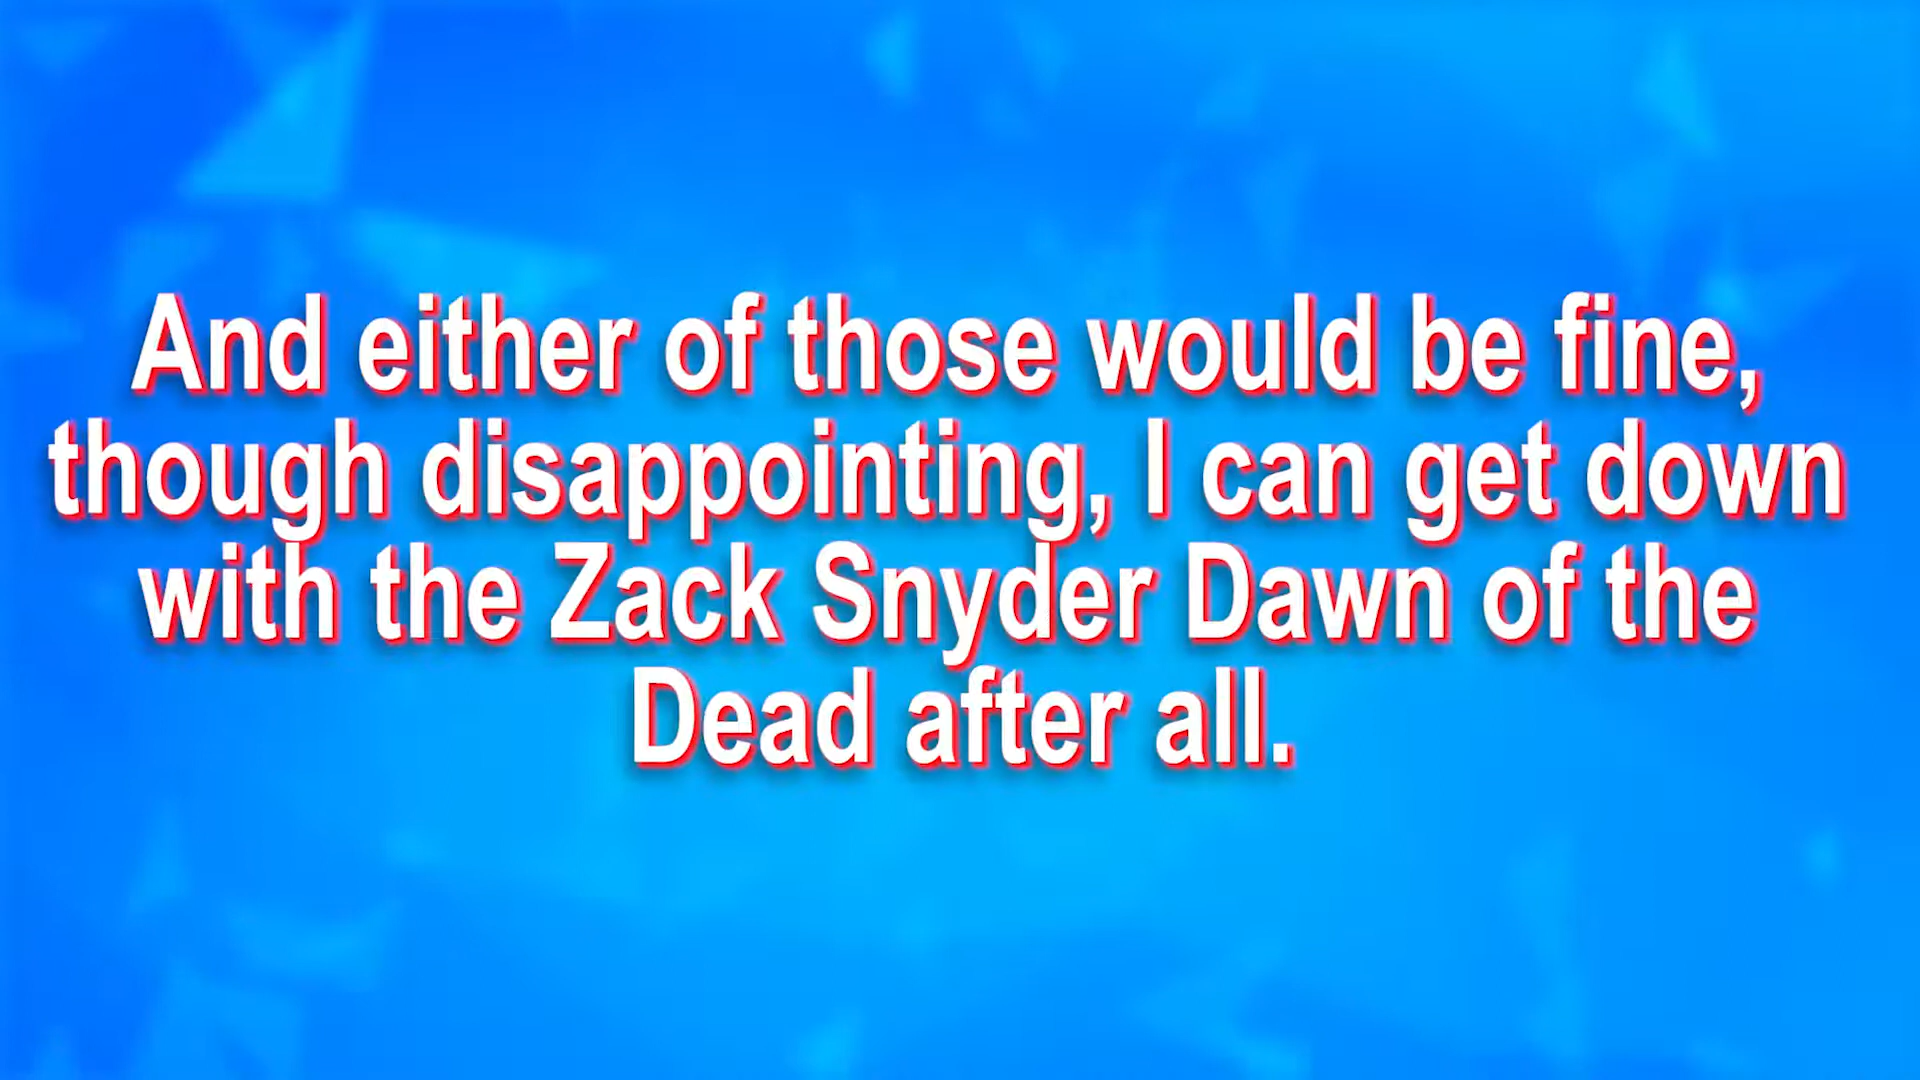 And either of those would be fine,
though disappointing, I can get down
with the Zack Snyder Dawn of the
Dead after all.